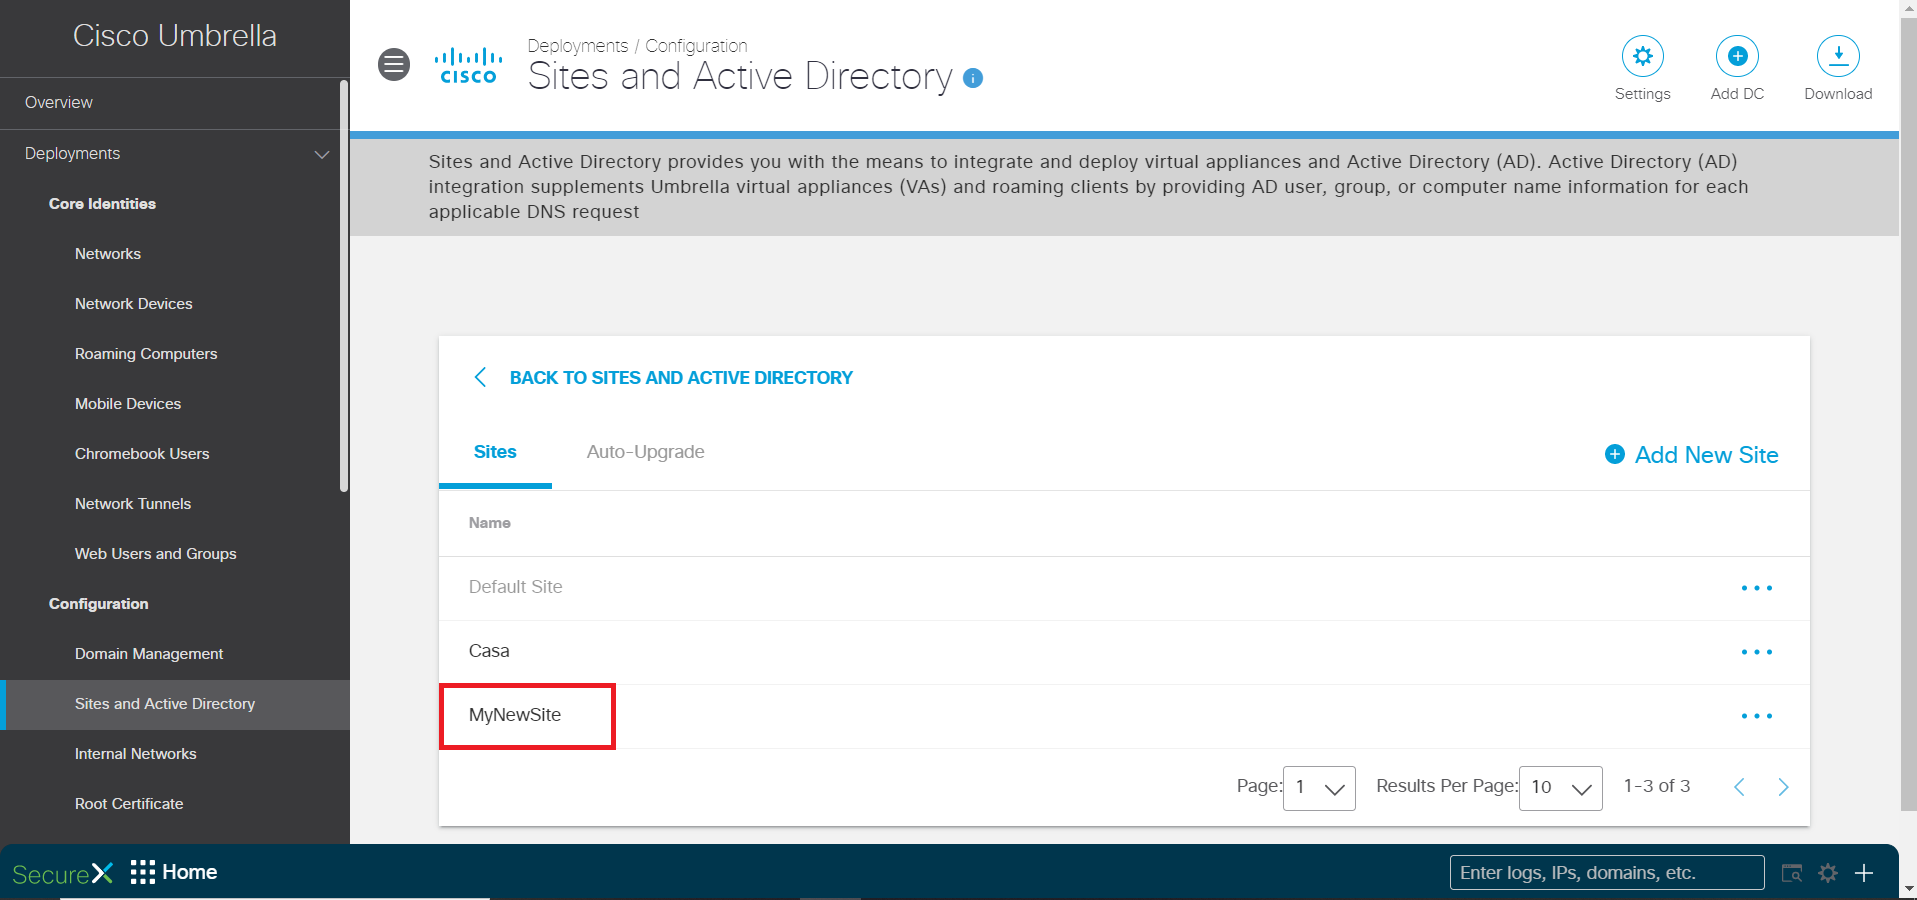 Cisco Umbrella
Overview
Deployments
Core Identities
Networks
Network Devices
Roaming Computers
Mobile Devices
Chromebook Users
Network Tunnels
Web Users and Groups
Configuration
Domain Management
Sites and Active Directory
Internal Networks
Root Certificate
CISCO
Deployments / Configuration
Sites and Active Directory
Settings
Add DC
Download
Sites and Active Directory provides you with the means to integrate and deploy virtual appliances and Active Directory (AD). Active Directory (AD)
integration supplements Umbrella virtual appliances (VAs) and roaming clients by providing AD user, group, or computer name information for each
applicable DNS request
BACK TO SITES AND ACTIVE DIRECTORY
Sites Auto-Upgrade Add New Site
Name
Default Site
Casa
MyNewSite
Page: 1 Results Per Page: 10 1-3 of 3
SecureX Home Enter logs, IPs, domains, etc.